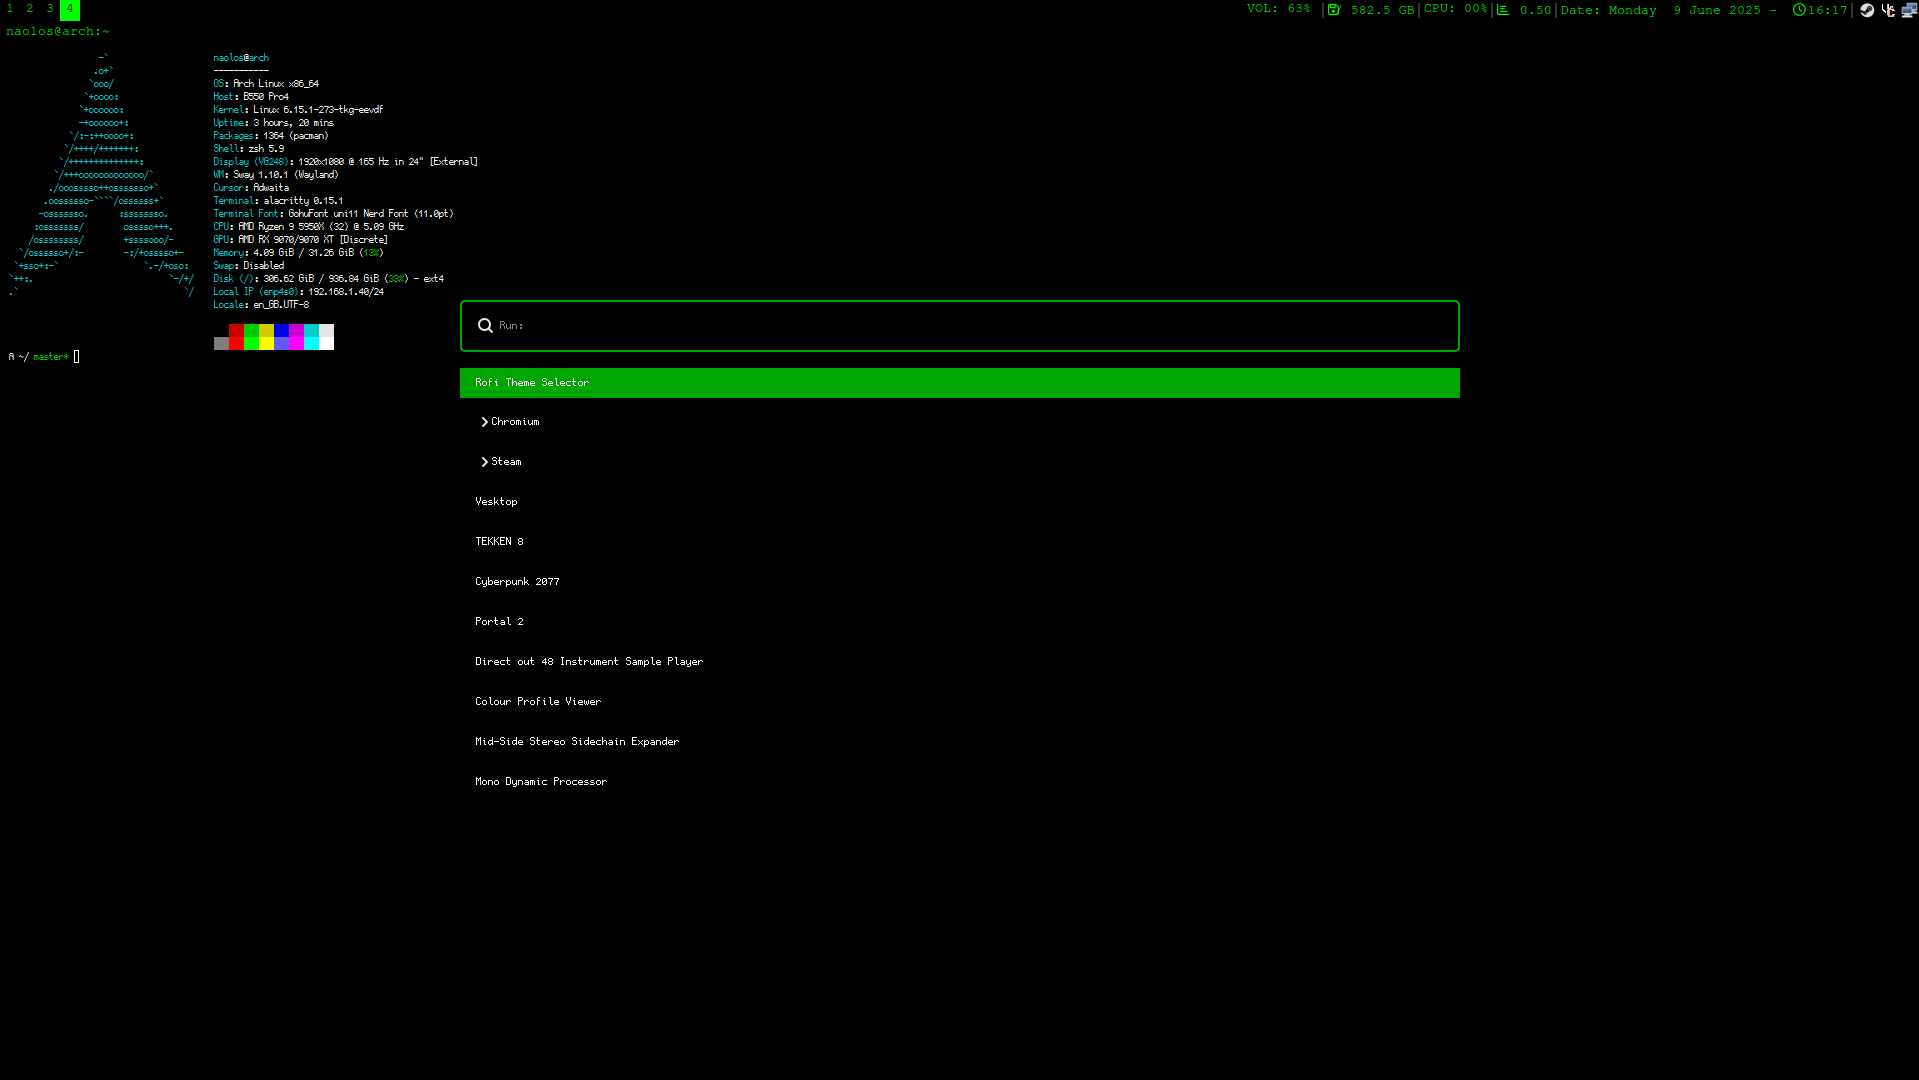 1 2 3 4
VOL: 63% | 582.5 GB|CPU: 00%| 0.50|Date: Monday  9 June 2025 - 16:17|
naolos@arch:~
naolos@arch
-----------
OS: Arch Linux x86_64
Host: B550 Pro4
Kernel: Linux 6.15.1-273-tkg-eevdf
Uptime: 3 hours, 20 mins
Packages: 1364 (pacman)
Shell: zsh 5.9
Display (VG248): 1920x1080 @ 165 Hz in 24" [External]
WM: Sway 1.10.1 (Wayland)
Cursor: Adwaita
Terminal: alacritty 0.15.1
Terminal Font: GohuFont uni11 Nerd Font (11.0pt)
CPU: AMD Ryzen 9 5950X (32) @ 5.09 GHz
GPU: AMD RX 9070/9070 XT [Discrete]
Memory: 4.09 GiB / 31.26 GiB (13%)
Swap: Disabled
Disk (/): 306.62 GiB / 936.84 GiB (33%) - ext4
Local IP (enp4s0): 192.168.1.40/24
Locale: en_GB.UTF-8
~/ master*
Run:
Rofi Theme Selector
Chromium
Steam
Vesktop
TEKKEN 8
Cyberpunk 2077
Portal 2
Direct out 48 Instrument Sample Player
Colour Profile Viewer
Mid-Side Stereo Sidechain Expander
Mono Dynamic Processor